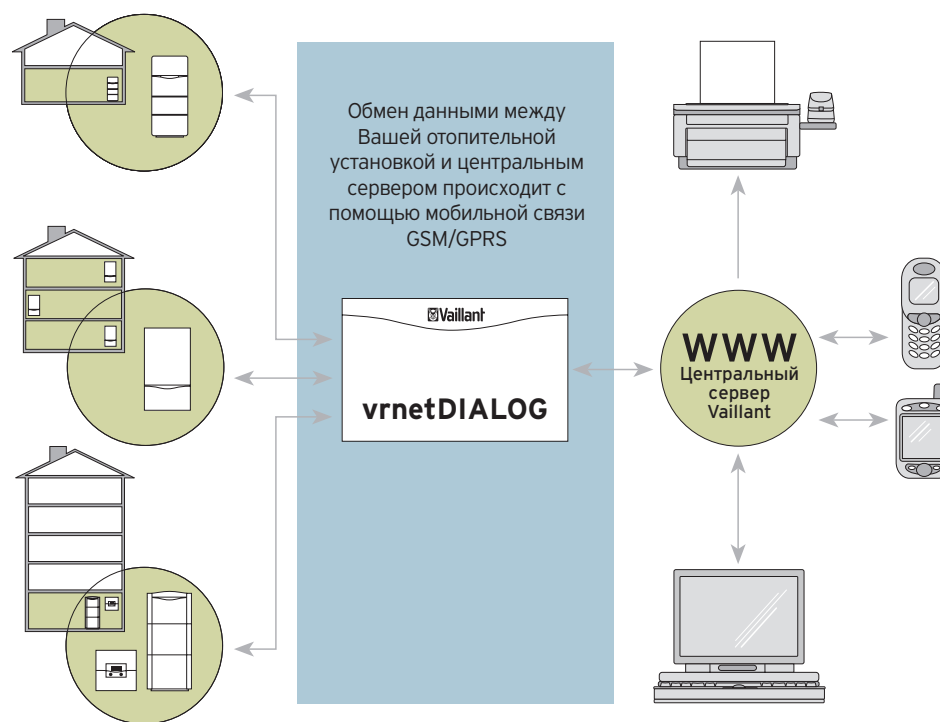 Обмен данными между
Вашей отопительной
установкой и центральным
сервером происходит с
помощью мобильной связи
GSM/GPRS
Vaillant
vrnetDIALOG
WWW
Центральный
сервер
Vaillant